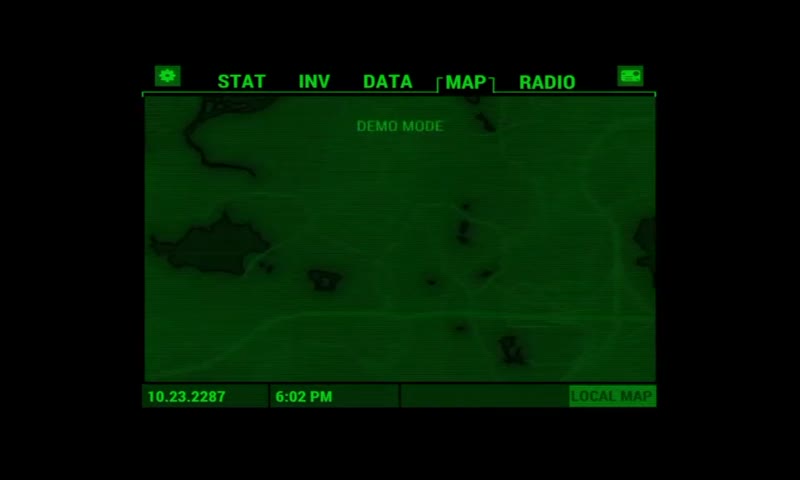 STAT INV DATA MAP RADIO
DEMO MODE
10.23.2287 6:02 PM LOCAL MAP